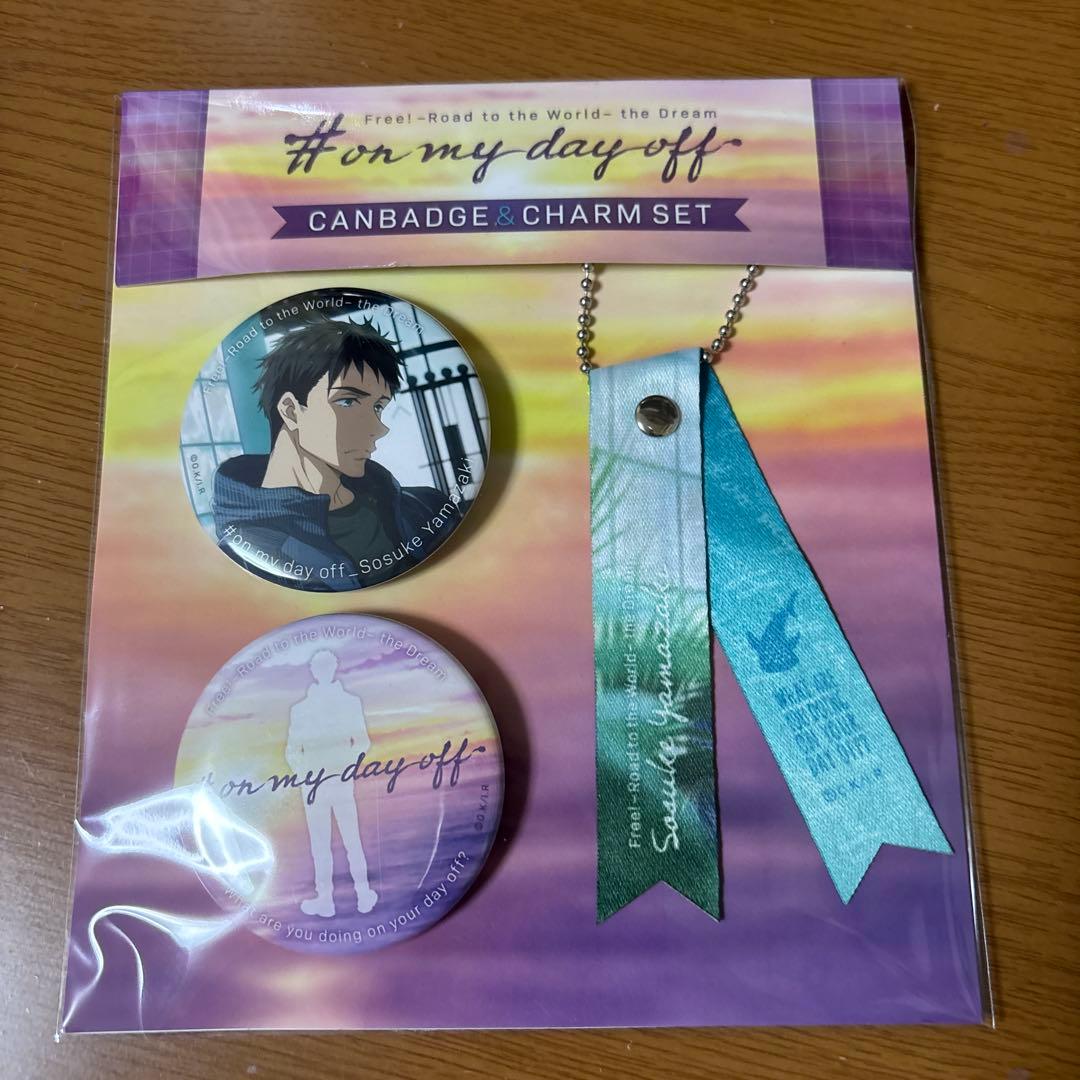 Free! -Road to the World- the Dream
#on my day off
CANBADGE & CHARM SET
Free! -Road to the World- the Dream
©O.K/I.R
#on my day off_Sosuke Yamazaki
Free! -Road to the World- the Dream
#on my day off
©O.K/I.R
What are you doing on your day off?
Free! -Road to the World- the Dream
Sosuke Yamazaki
WHAT ARE
YOU DOING
ON YOUR
DAY OFF?
©O.K/I.R